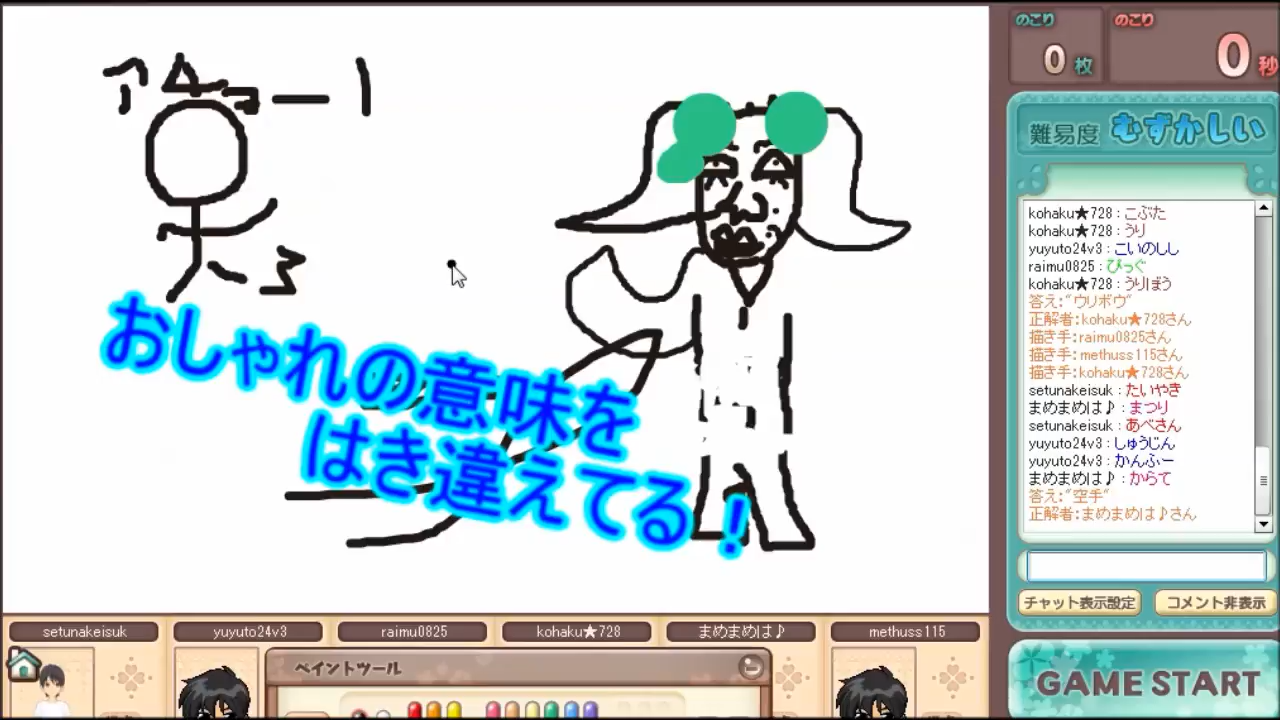 のこり
0枚
のこり
0秒
難易度 むずかしい
アチョー！
おしゃれの意味を
はき違えてる！
kohaku★728 : こぶた
kohaku★728 : うり
yuyuto24v3 : こいのしし
raimu0825 : ぴっぐ
kohaku★728 : うりぼう
答え:"ウリボウ"
正解者:kohaku★728さん
描き手:raimu0825さん
描き手:methuss115さん
描き手:kohaku★728さん
setunakeisuk : たいやき
まめまめは♪ : まつり
setunakeisuk : あべさん
yuyuto24v3 : しゅうじん
yuyuto24v3 : かんふー
まめまめは♪ : からて
答え:"空手"
正解者:まめまめは♪さん
チャット表示設定
コメント非表示
setunakeisuk
yuyuto24v3
raimu0825
kohaku★728
まめまめは♪
methuss115
ペイントツール
GAME START